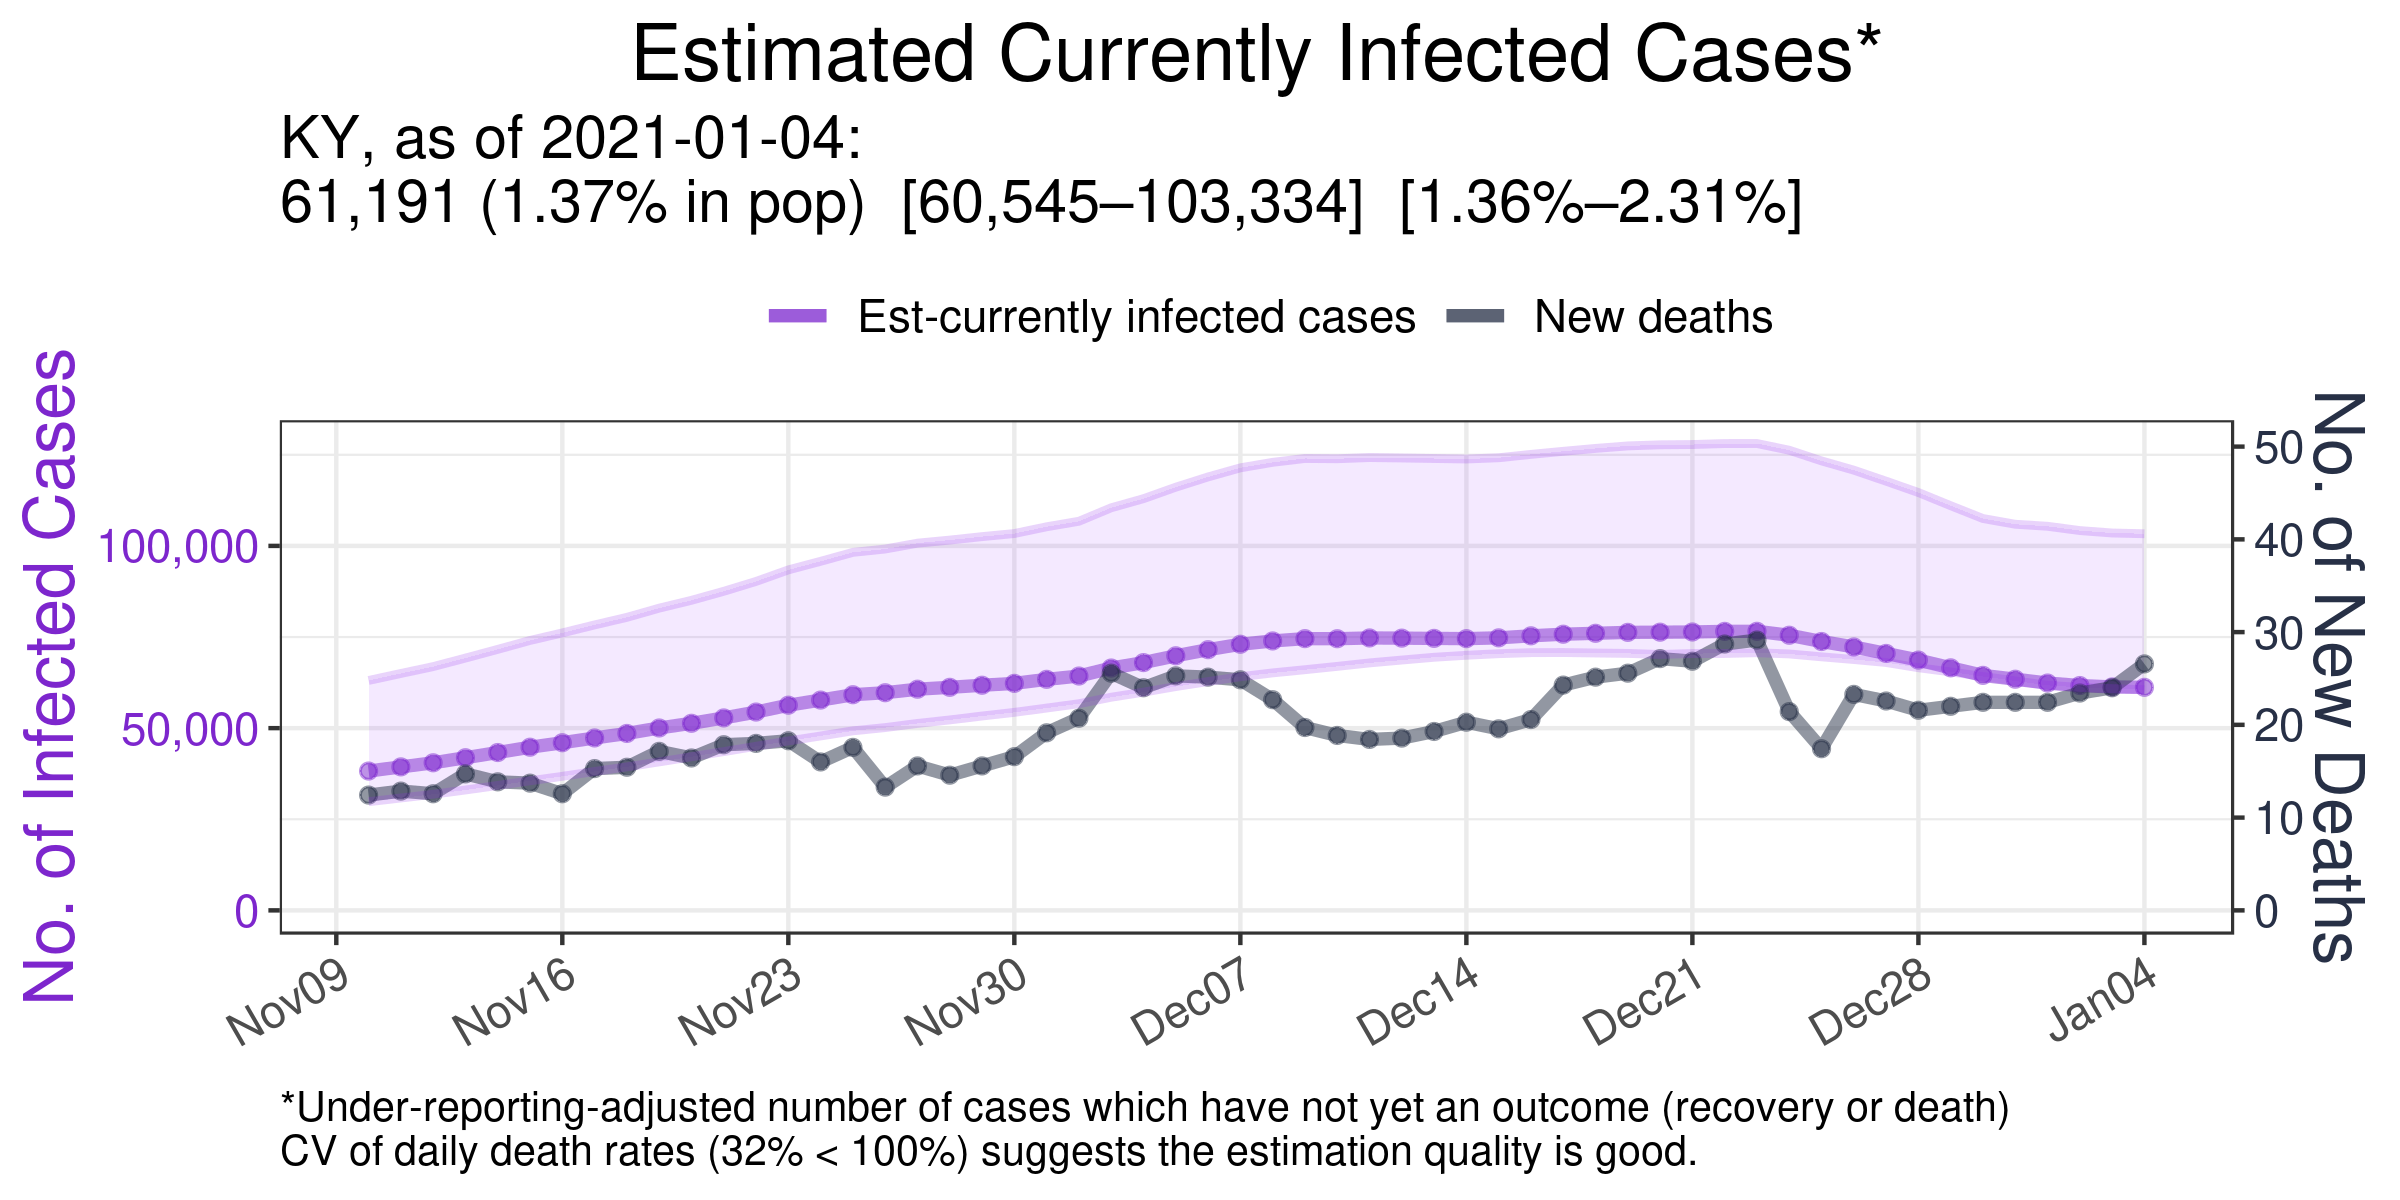 Estimated Currently Infected Cases*
KY, as of 2021-01-04:
61,191 (1.37% in pop)  [60,545–103,334]  [1.36%–2.31%]
Est-currently infected cases
New deaths
No. of Infected Cases
100,000
50,000
0
50
40
30
20
10
0
No. of New Deaths
Nov09
Nov16
Nov23
Nov30
Dec07
Dec14
Dec21
Dec28
Jan04
*Under-reporting-adjusted number of cases which have not yet an outcome (recovery or death)
CV of daily death rates (32% < 100%) suggests the estimation quality is good.